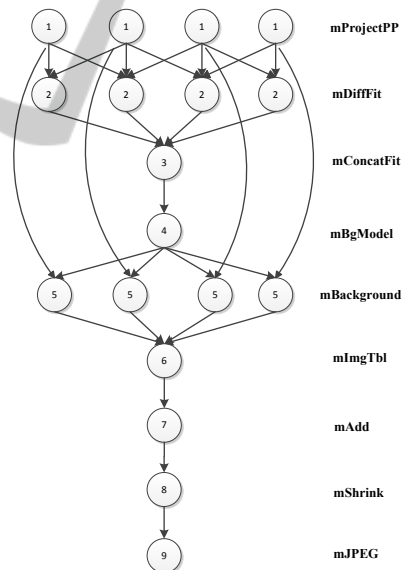 1 1 1 1 mProjectPP
2 2 2 2 mDiffFit
3 mConcatFit
4 mBgModel
5 5 5 5 mBackground
6 mImgTbl
7 mAdd
8 mShrink
9 mJPEG